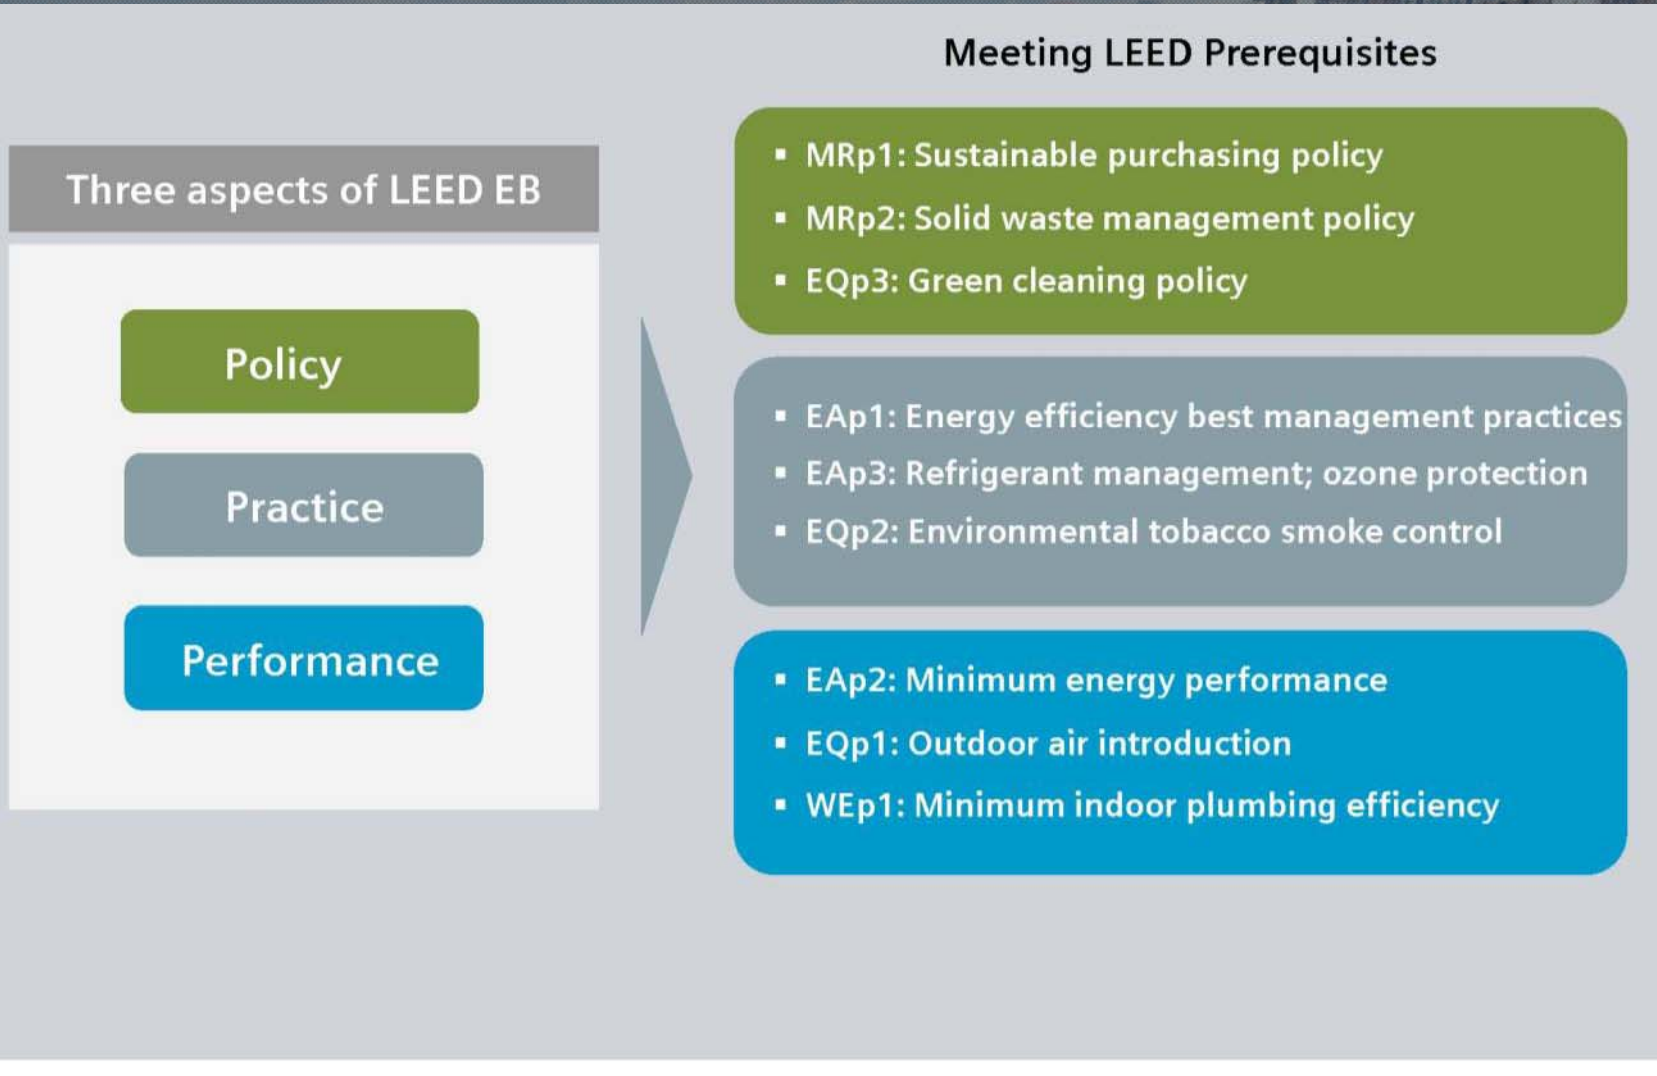 Meeting LEED Prerequisites
Three aspects of LEED EB
Policy
Practice
Performance
▪ MRp1: Sustainable purchasing policy
▪ MRp2: Solid waste management policy
▪ EQp3: Green cleaning policy
▪ EAp1: Energy efficiency best management practices
▪ EAp3: Refrigerant management; ozone protection
▪ EQp2: Environmental tobacco smoke control
▪ EAp2: Minimum energy performance
▪ EQp1: Outdoor air introduction
▪ WEp1: Minimum indoor plumbing efficiency